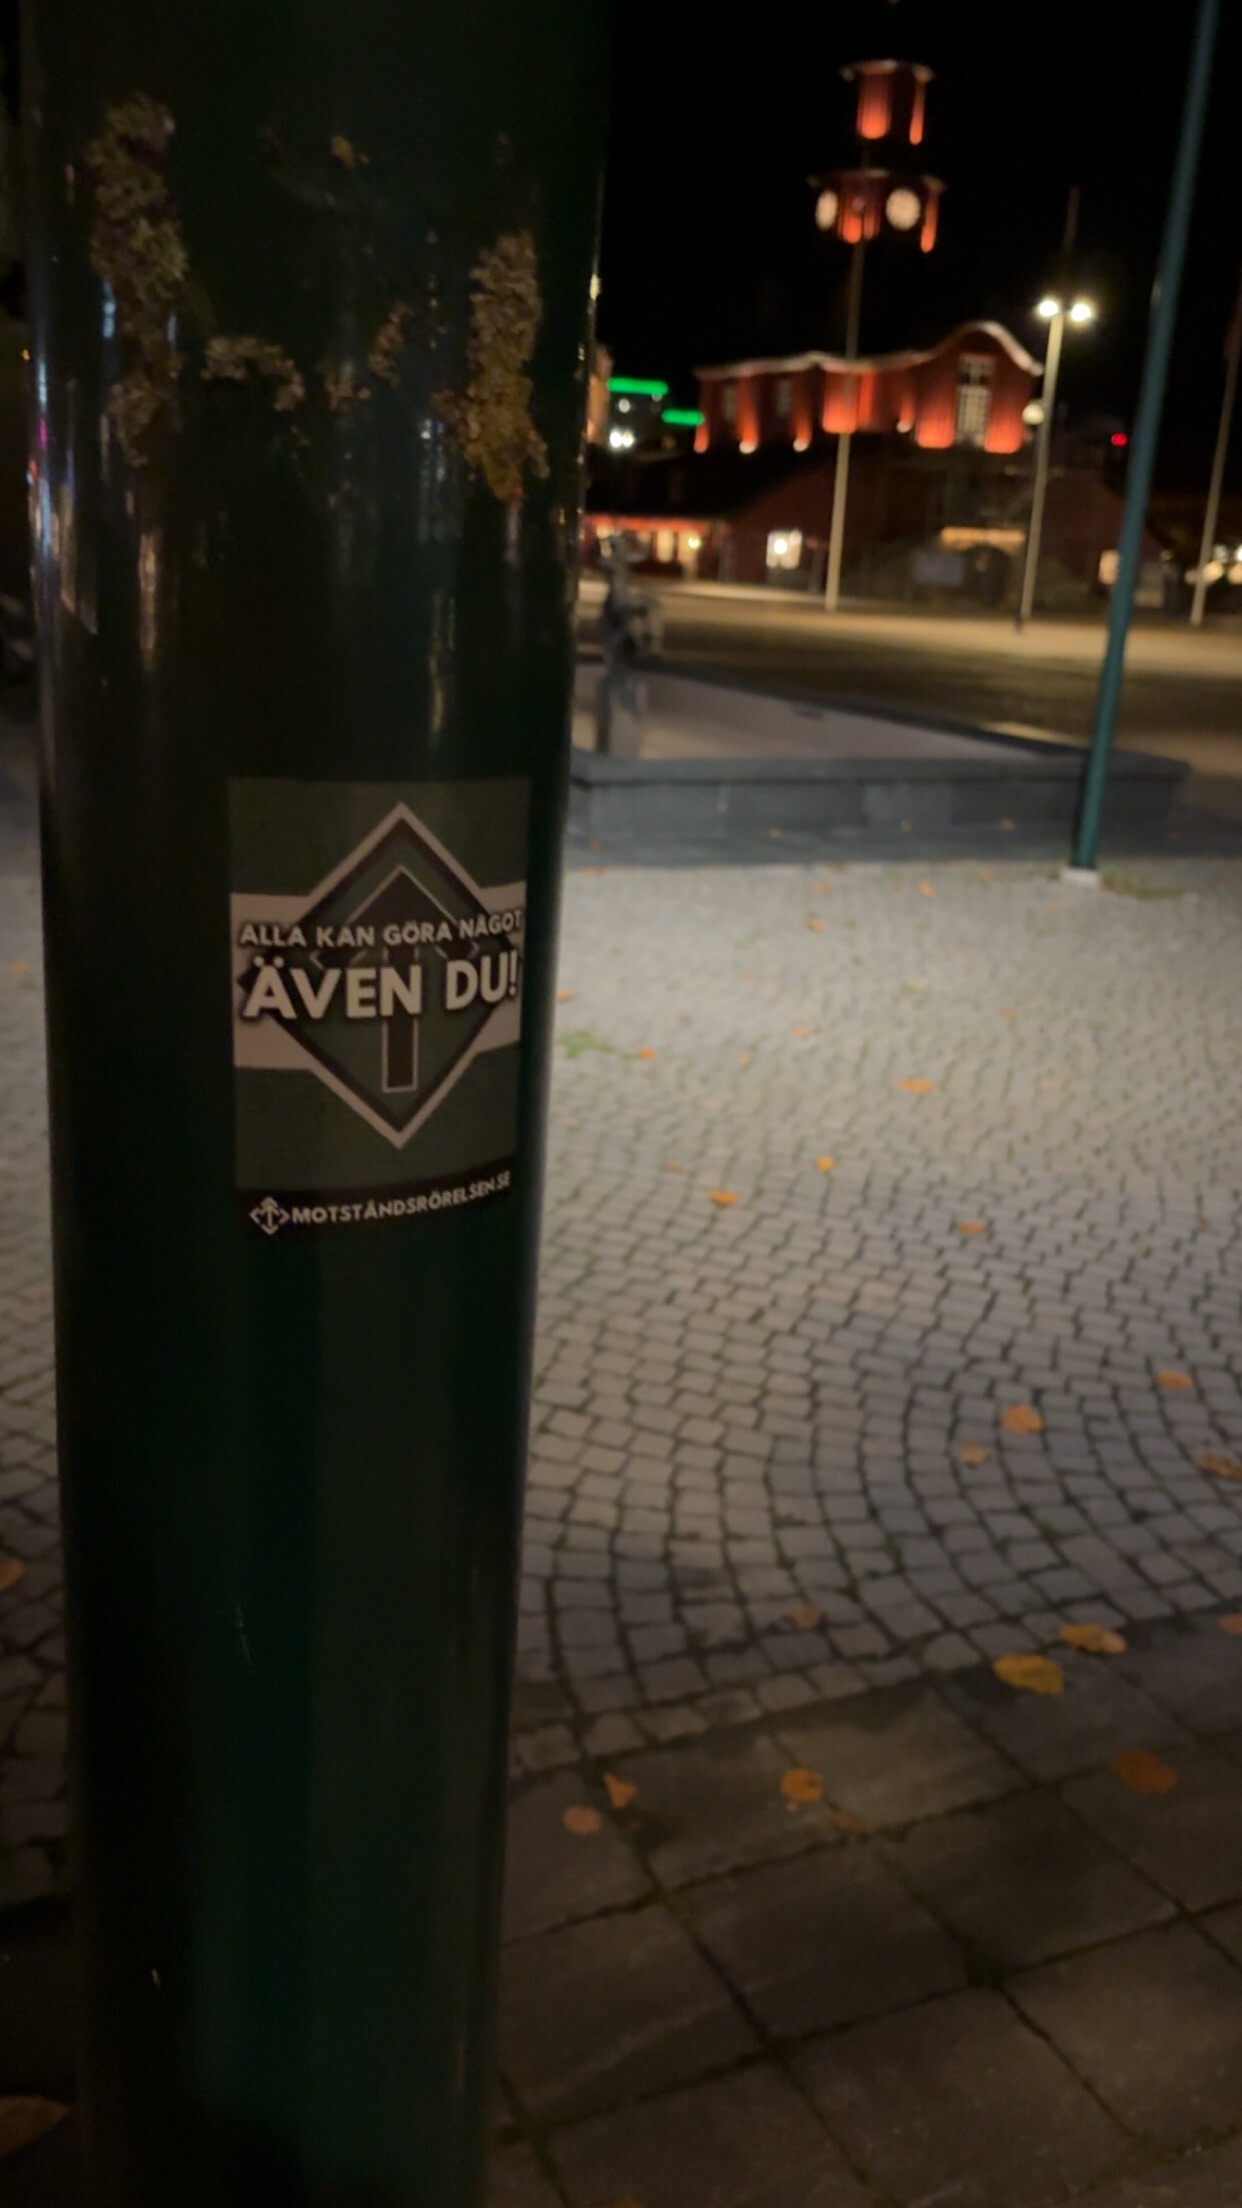 ALLA KAN GÖRA NÅGOT
ÄVEN DU!
MOTSTÅNDSRÖRELSEN.SE